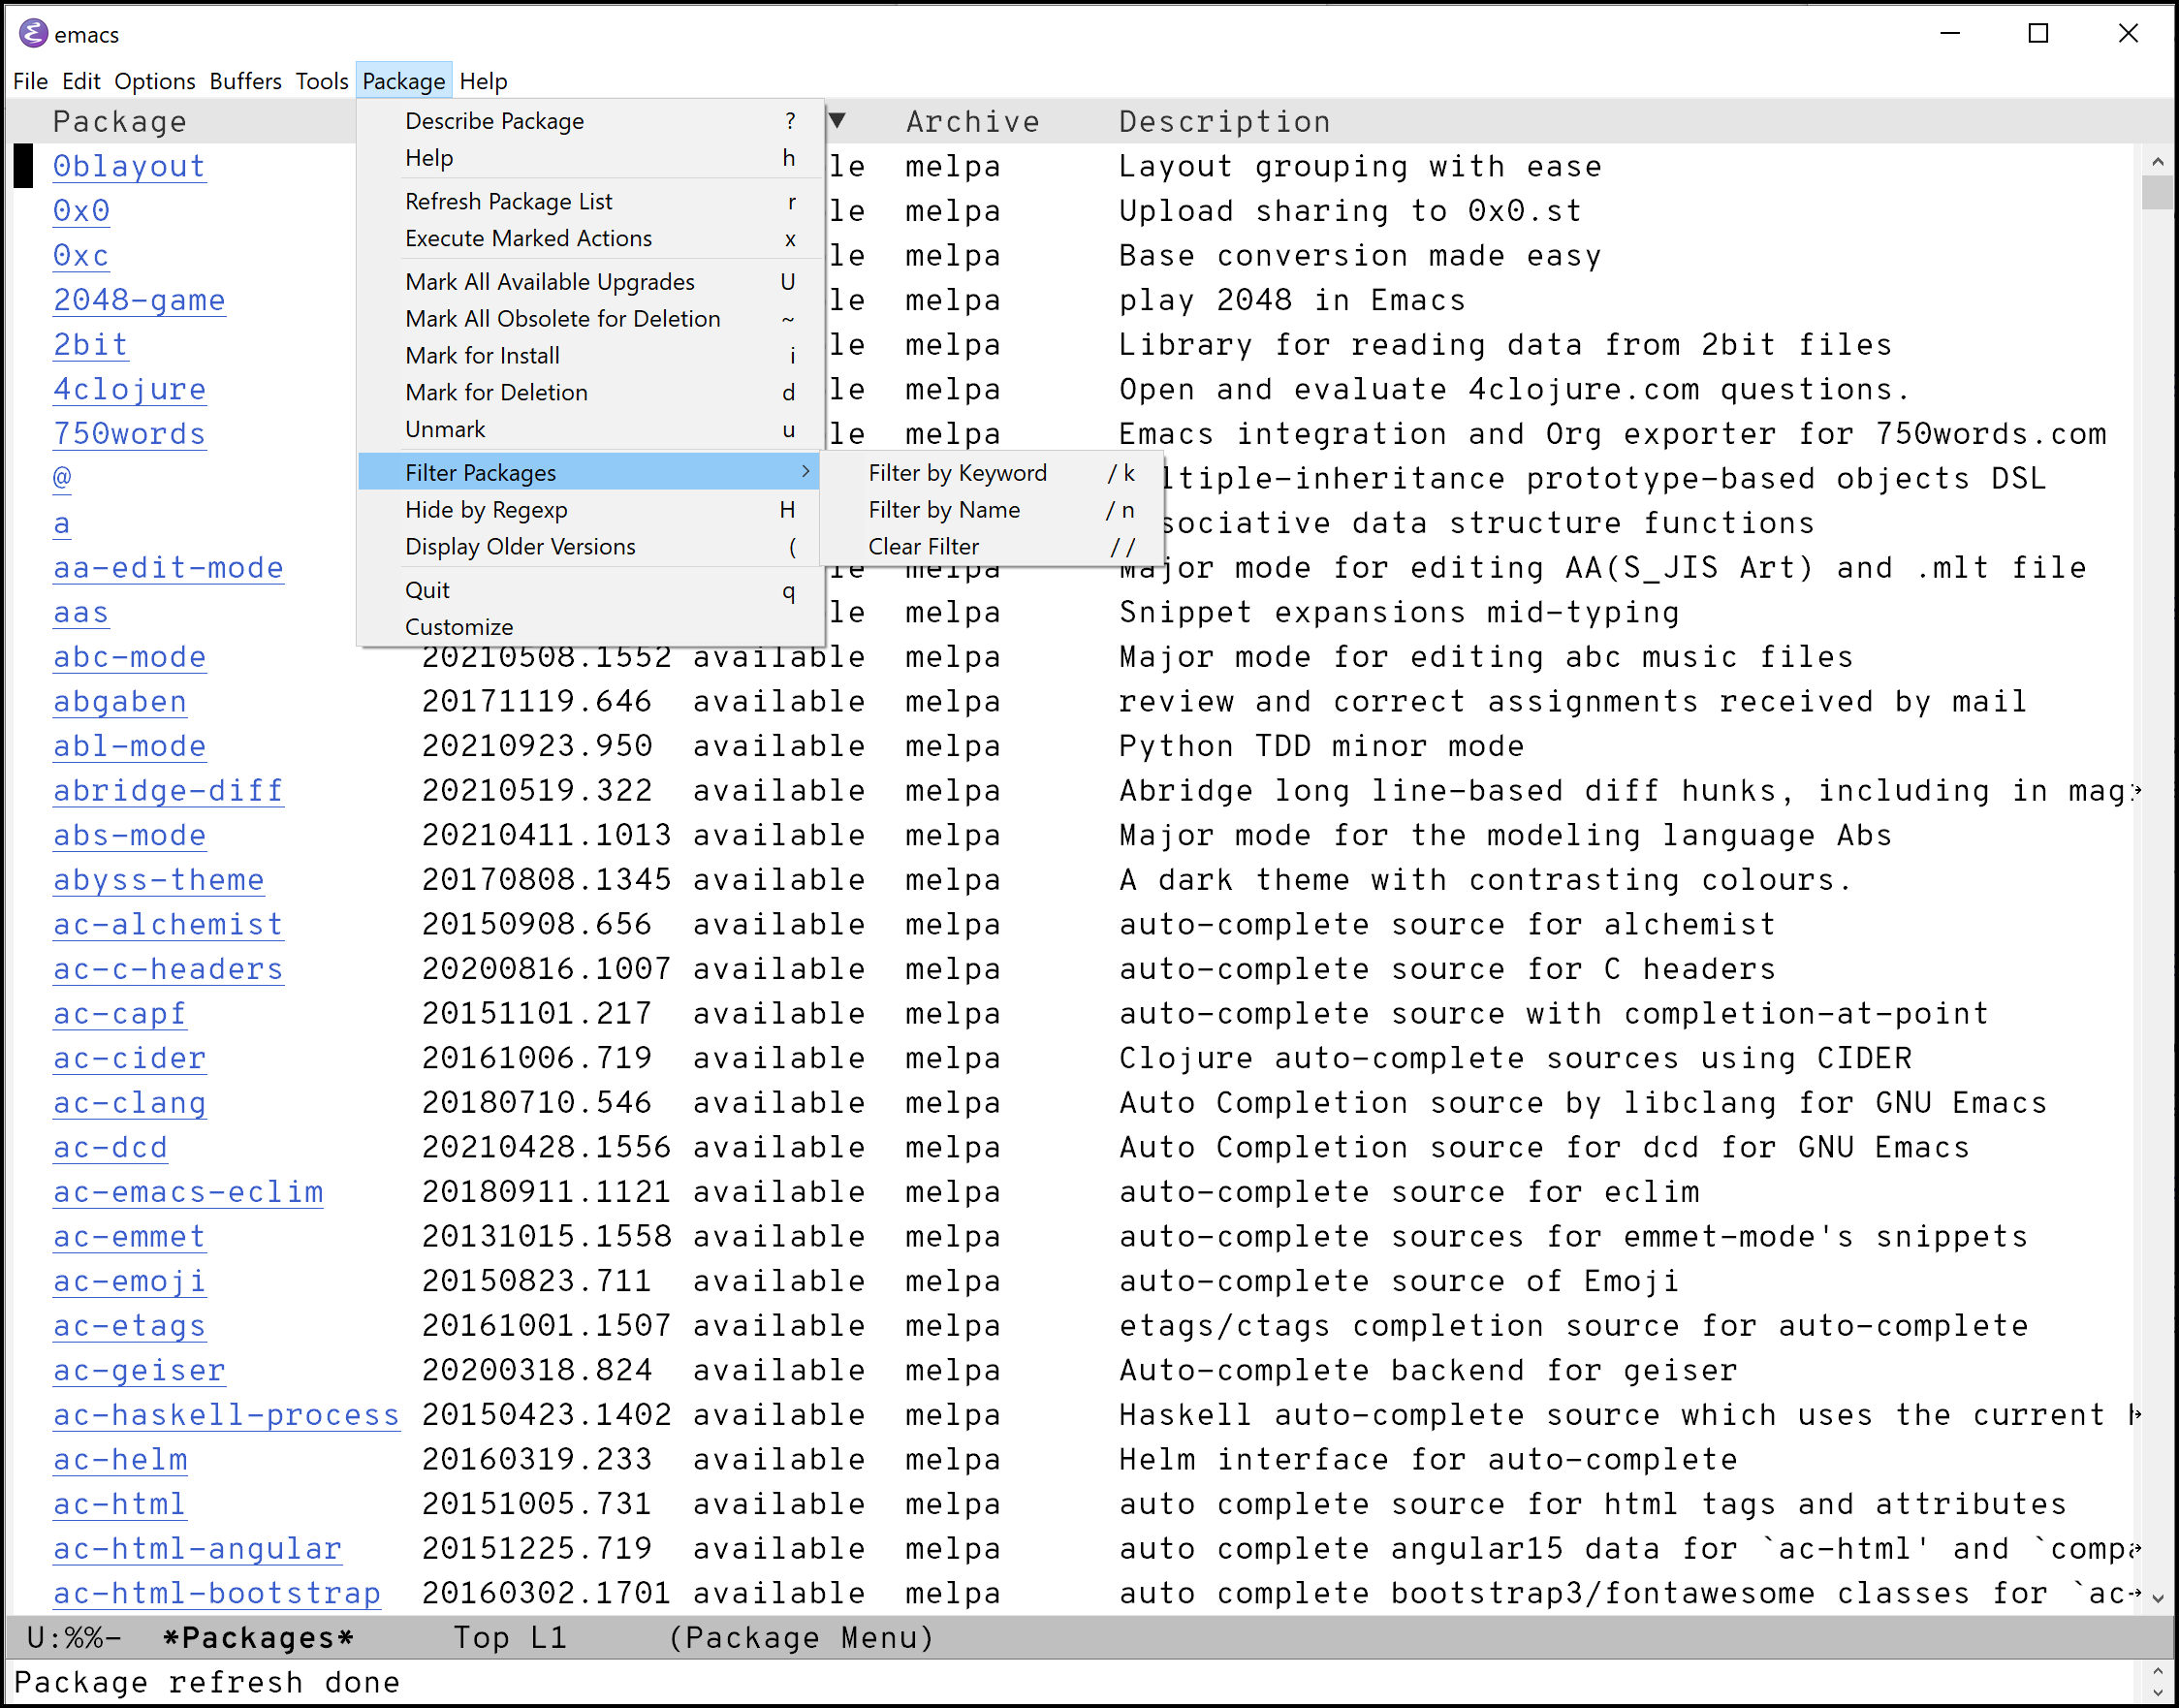 emacs
File Edit Options Buffers Tools Package Help
Package Archive Description
Describe Package ?
Help h
Refresh Package List r
Execute Marked Actions x
Mark All Available Upgrades U
Mark All Obsolete for Deletion ~
Mark for Install i
Mark for Deletion d
Unmark u
Filter Packages >
Hide by Regexp H
Display Older Versions (
Quit q
Customize
Filter by Keyword / k
Filter by Name / n
Clear Filter / /
0blayout le melpa Layout grouping with ease
0x0 le melpa Upload sharing to 0x0.st
0xc le melpa Base conversion made easy
2048-game le melpa play 2048 in Emacs
2bit le melpa Library for reading data from 2bit files
4clojure le melpa Open and evaluate 4clojure.com questions.
750words le melpa Emacs integration and Org exporter for 750words.com
@ ltiple-inheritance prototype-based objects DSL
a sociative data structure functions
aa-edit-mode le melpa Major mode for editing AA(S_JIS Art) and .mlt file
aas le melpa Snippet expansions mid-typing
abc-mode 20210508.1552 available melpa Major mode for editing abc music files
abgaben 20171119.646 available melpa review and correct assignments received by mail
abl-mode 20210923.950 available melpa Python TDD minor mode
abridge-diff 20210519.322 available melpa Abridge long line-based diff hunks, including in mag
abs-mode 20210411.1013 available melpa Major mode for the modeling language Abs
abyss-theme 20170808.1345 available melpa A dark theme with contrasting colours.
ac-alchemist 20150908.656 available melpa auto-complete source for alchemist
ac-c-headers 20200816.1007 available melpa auto-complete source for C headers
ac-capf 20151101.217 available melpa auto-complete source with completion-at-point
ac-cider 20161006.719 available melpa Clojure auto-complete sources using CIDER
ac-clang 20180710.546 available melpa Auto Completion source by libclang for GNU Emacs
ac-dcd 20210428.1556 available melpa Auto Completion source for dcd for GNU Emacs
ac-emacs-eclim 20180911.1121 available melpa auto-complete source for eclim
ac-emmet 20131015.1558 available melpa auto-complete sources for emmet-mode's snippets
ac-emoji 20150823.711 available melpa auto-complete source of Emoji
ac-etags 20161001.1507 available melpa etags/ctags completion source for auto-complete
ac-geiser 20200318.824 available melpa Auto-complete backend for geiser
ac-haskell-process 20150423.1402 available melpa Haskell auto-complete source which uses the current
ac-helm 20160319.233 available melpa Helm interface for auto-complete
ac-html 20151005.731 available melpa auto complete source for html tags and attributes
ac-html-angular 20151225.719 available melpa auto complete angular15 data for `ac-html' and `comp
ac-html-bootstrap 20160302.1701 available melpa auto complete bootstrap3/fontawesome classes for `ac-
U:%%- *Packages* Top L1 (Package Menu)
Package refresh done